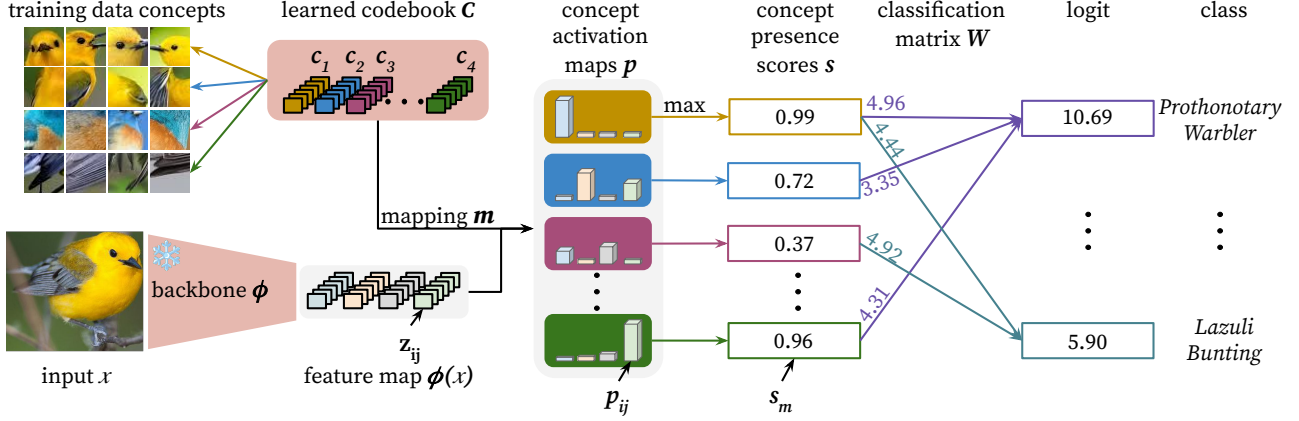 training data concepts
learned codebook C
concept
activation
maps p
concept
presence
scores s
classification
matrix W
logit
class
c1 c2 c3 c4
max
0.99
4.96
4.44
10.69
Prothonotary
Warbler
0.72
3.35
mapping m
0.37
4.92
backbone ϕ
zij
4.31
0.96
5.90
Lazuli
Bunting
input x
feature map ϕ(x)
pij
sm